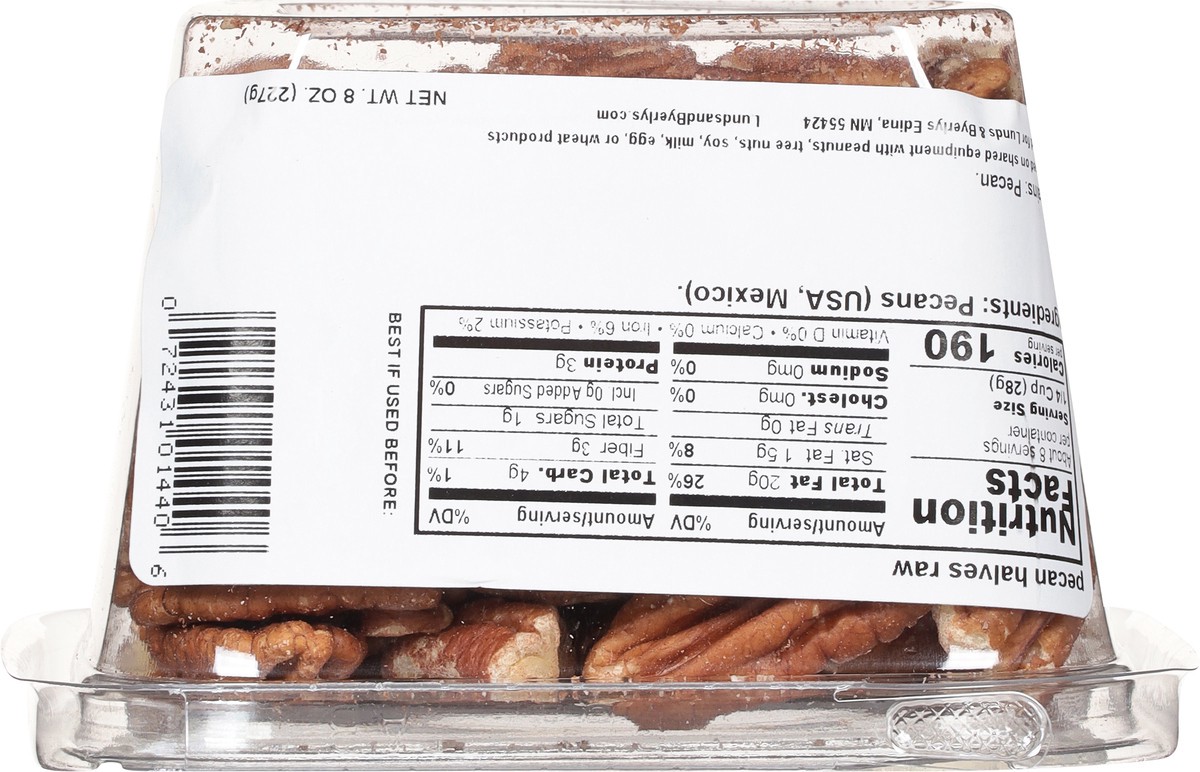 pecan halves raw
Nutrition
Facts
About 6 servings
per container
Serving Size
1/4 Cup (28g)
Calories 190
per serving
Amount/serving %DV
Total Fat 20g 26%
Sat Fat 1.5g 8%
Trans Fat 0g
Cholest. 0mg 0%
Sodium 0mg 0%
Amount/serving %DV
Total Carb. 4g 1%
Fiber 3g 11%
Total Sugars 1g
Incl 0g Added Sugars 0%
Protein 3g
Vitamin D 0% • Calcium 0% • Iron 6% • Potassium 2%
gredients: Pecans (USA, Mexico).
ns: Pecan.
on shared equipment with peanuts, tree nuts, soy, milk, egg, or wheat products
for Lunds & Byerlys Edina, MN 55424 LundsandByerlys.com
NET WT. 8 OZ. (227g)
BEST IF USED BEFORE:
0 72431 01440 6